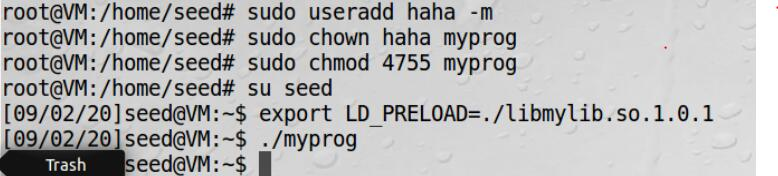 root@VM:/home/seed# sudo useradd haha -m
root@VM:/home/seed# sudo chown haha myprog
root@VM:/home/seed# sudo chmod 4755 myprog
root@VM:/home/seed# su seed
[09/02/20]seed@VM:~$ export LD_PRELOAD=./libmylib.so.1.0.1
[09/02/20]seed@VM:~$ ./myprog
Trash seed@VM:~$